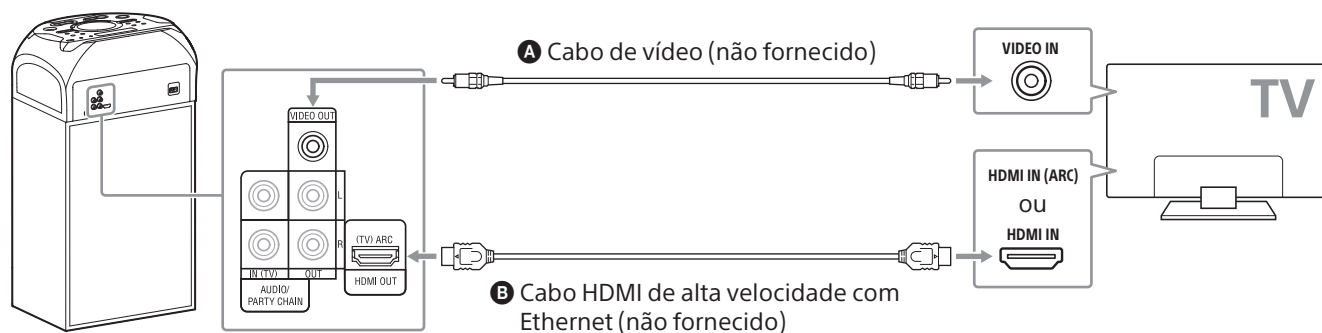 A Cabo de vídeo (não fornecido)
VIDEO IN
TV
VIDEO OUT
L
R
IN (TV)
OUT
AUDIO/
PARTY CHAIN
(TV) ARC
HDMI OUT
HDMI IN (ARC)
ou
HDMI IN
B Cabo HDMI de alta velocidade com
Ethernet (não fornecido)